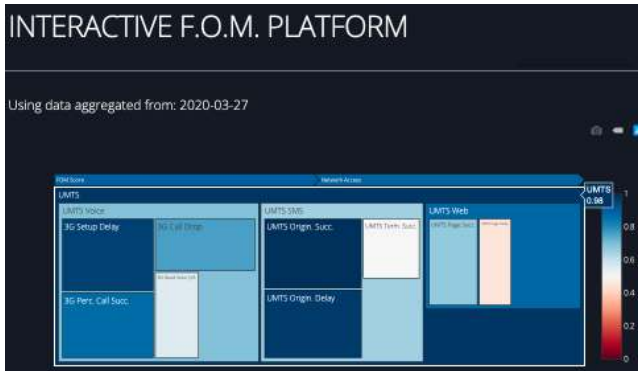 INTERACTIVE F.O.M. PLATFORM
Using data aggregated from: 2020-03-27
FOM Score
Network Access
UMTS
UMTS
0.98
1
UMTS Voice
UMTS SMS
UMTS Web
3G Setup Delay
3G Call Drop
UMTS Origin. Succ.
UMTS Term. Succ.
UMTS Page Succ.
0.8
0.6
3G Perc. Call Succ.
UMTS Origin. Delay
0.4
0.2
0